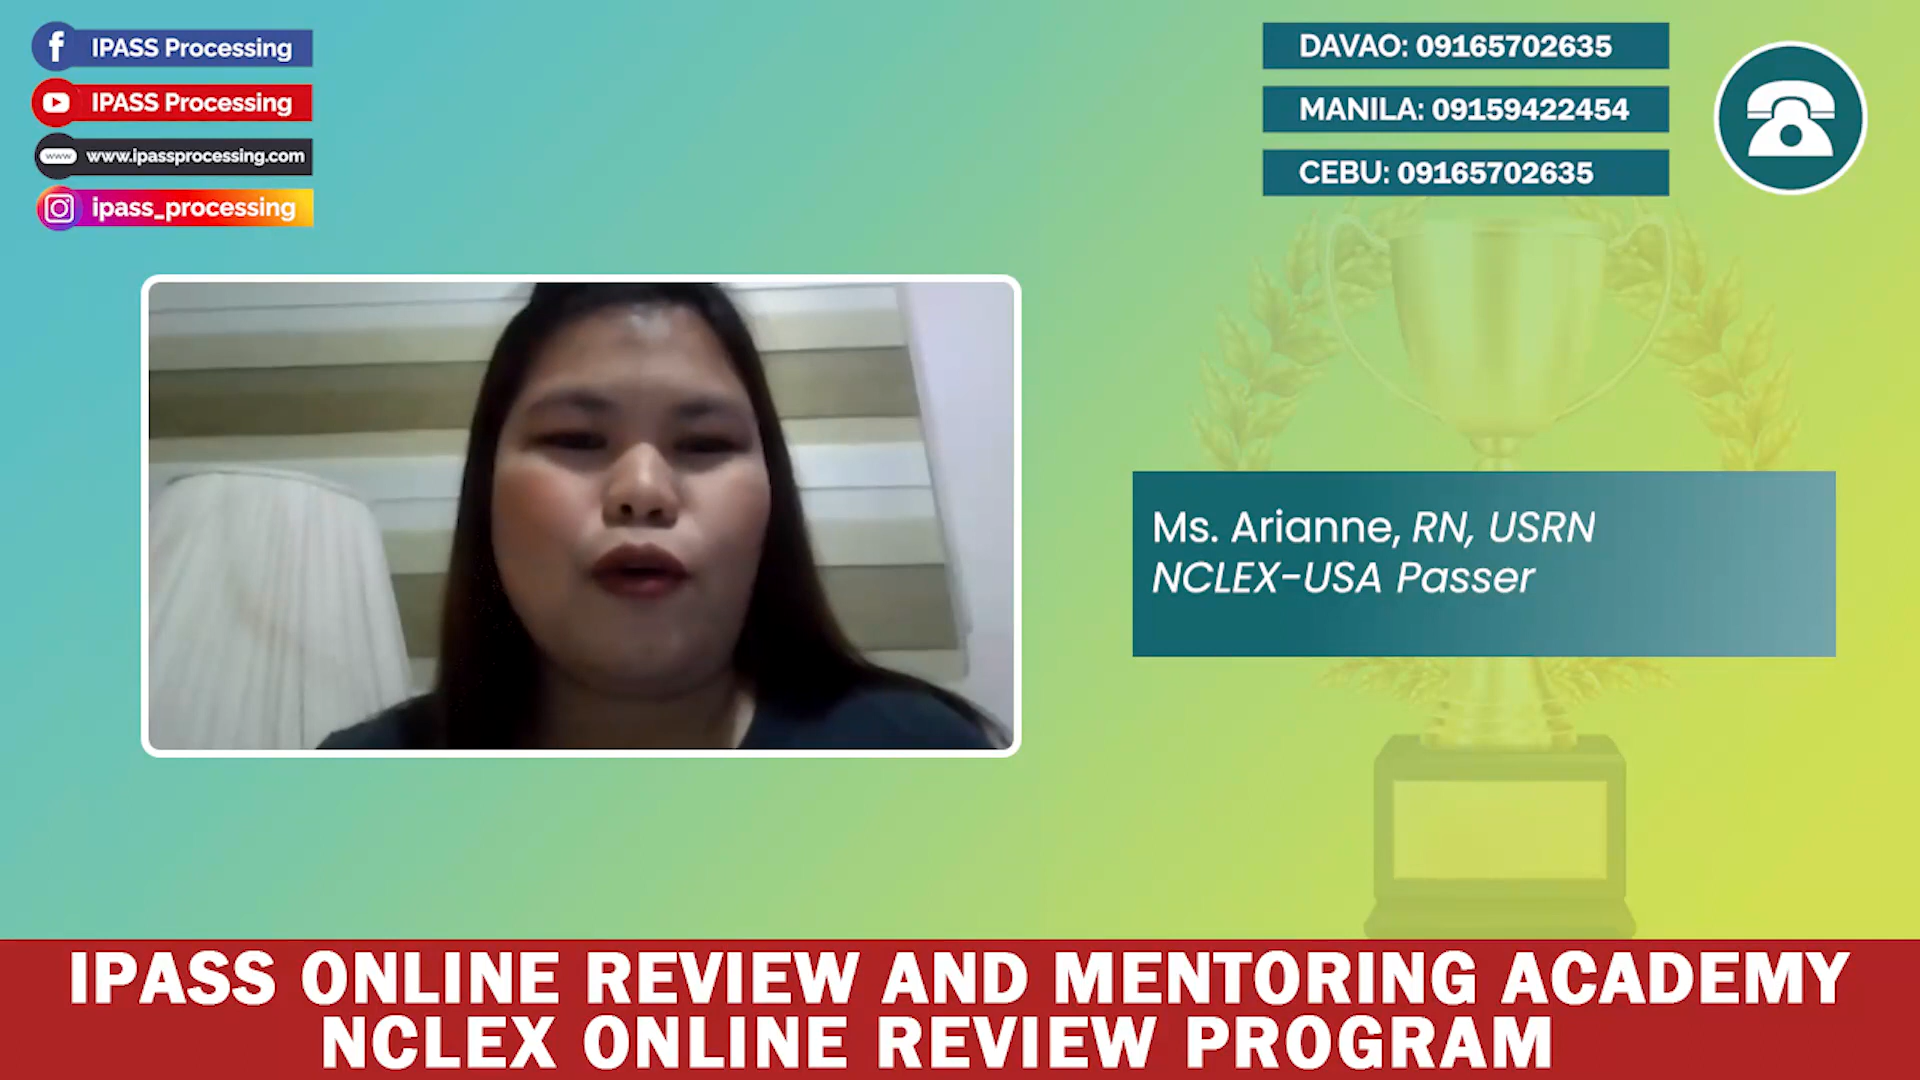 IPASS Processing
IPASS Processing
www
www.ipassprocessing.com
ipass_processing
DAVAO: 09165702635
MANILA: 09159422454
CEBU: 09165702635
Ms. Arianne, RN, USRN
NCLEX-USA Passer
IPASS ONLINE REVIEW AND MENTORING ACADEMY
NCLEX ONLINE REVIEW PROGRAM